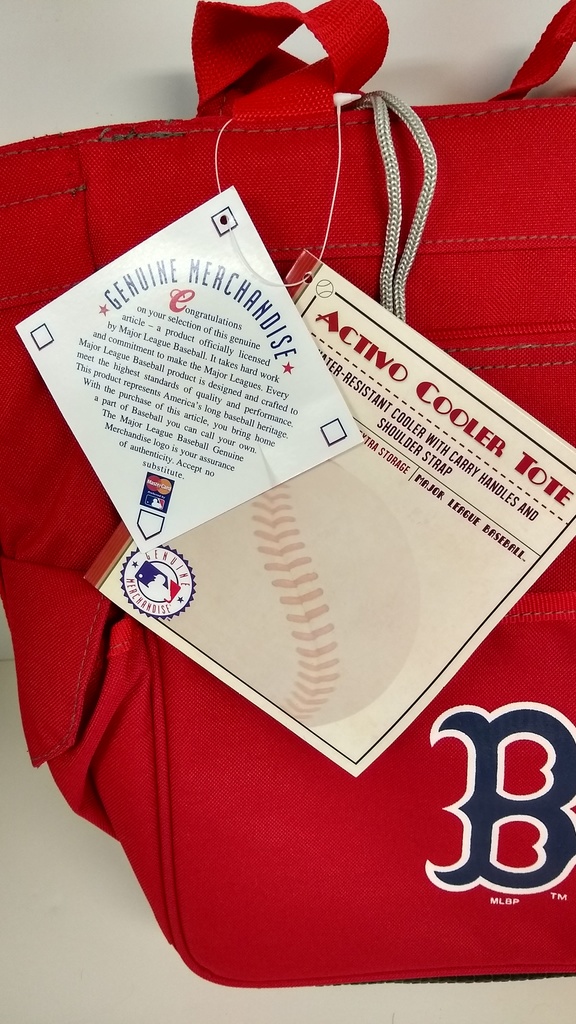 GENUINE MERCHANDISE
Congratulations
on your selection of this genuine
article – a product officially licensed
by Major League Baseball. It takes hard work
and commitment to make the Major Leagues. Every
Major League Baseball product is designed and crafted to
meet the highest standards of quality and performance.
This product represents America's long baseball heritage.
With the purchase of this article, you bring home
a part of Baseball you can call your own.
The Major League Baseball Genuine
Merchandise logo is your assurance
of authenticity. Accept no
substitute.
MasterCard
ACTIVO COOLER TOTE
WATER-RESISTANT COOLER WITH CARRY HANDLES AND
SHOULDER STRAP
EXTRA STORAGE | MAJOR LEAGUE BASEBALL™
GENUINE
MERCHANDISE
B
MLBP TM